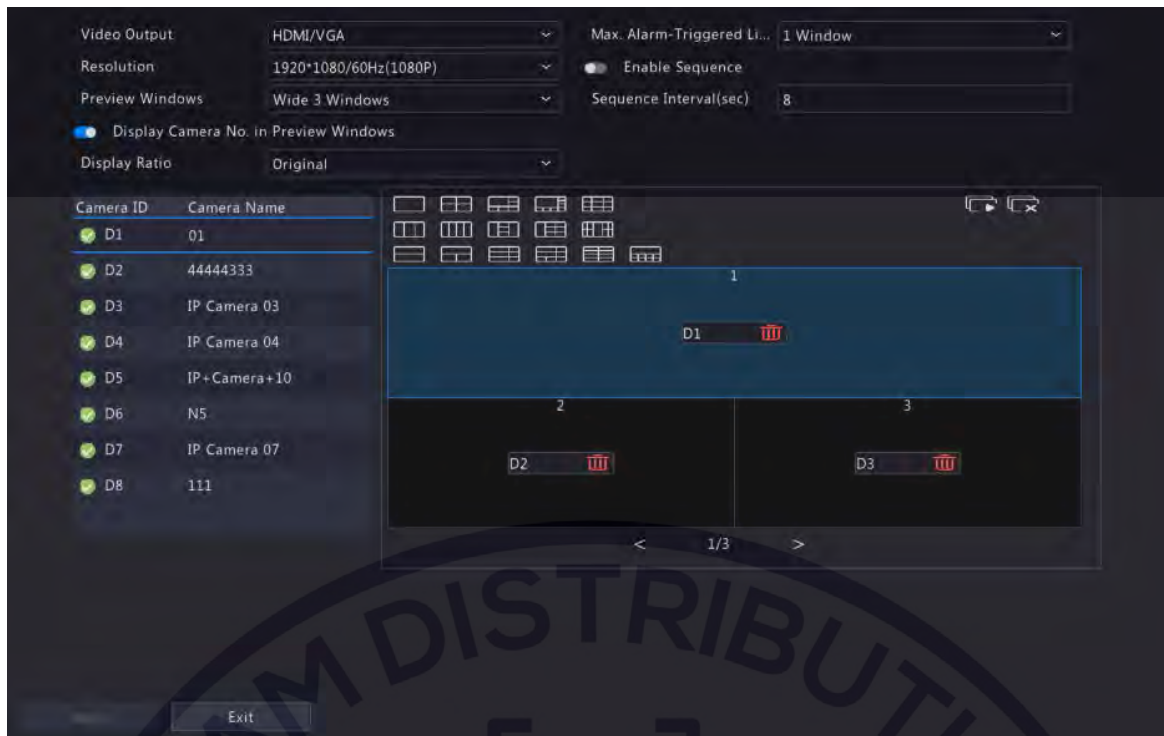 Video Output HDMI/VGA Max. Alarm-Triggered Li... 1 Window
Resolution 1920*1080/60Hz(1080P) Enable Sequence
Preview Windows Wide 3 Windows Sequence Interval(sec) 8
Display Camera No. in Preview Windows
Display Ratio Original
Camera ID Camera Name
D1 01
D2 44444333
D3 IP Camera 03
D4 IP Camera 04
D5 IP+Camera+10
D6 N5
D7 IP Camera 07
D8 111
1
D1
2 3
D2 D3
< 1/3 >
DISTRIBUTI
Exit